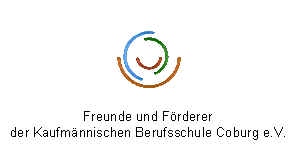 Freunde und Förderer
der Kaufmännischen Berufsschule Coburg e.V.